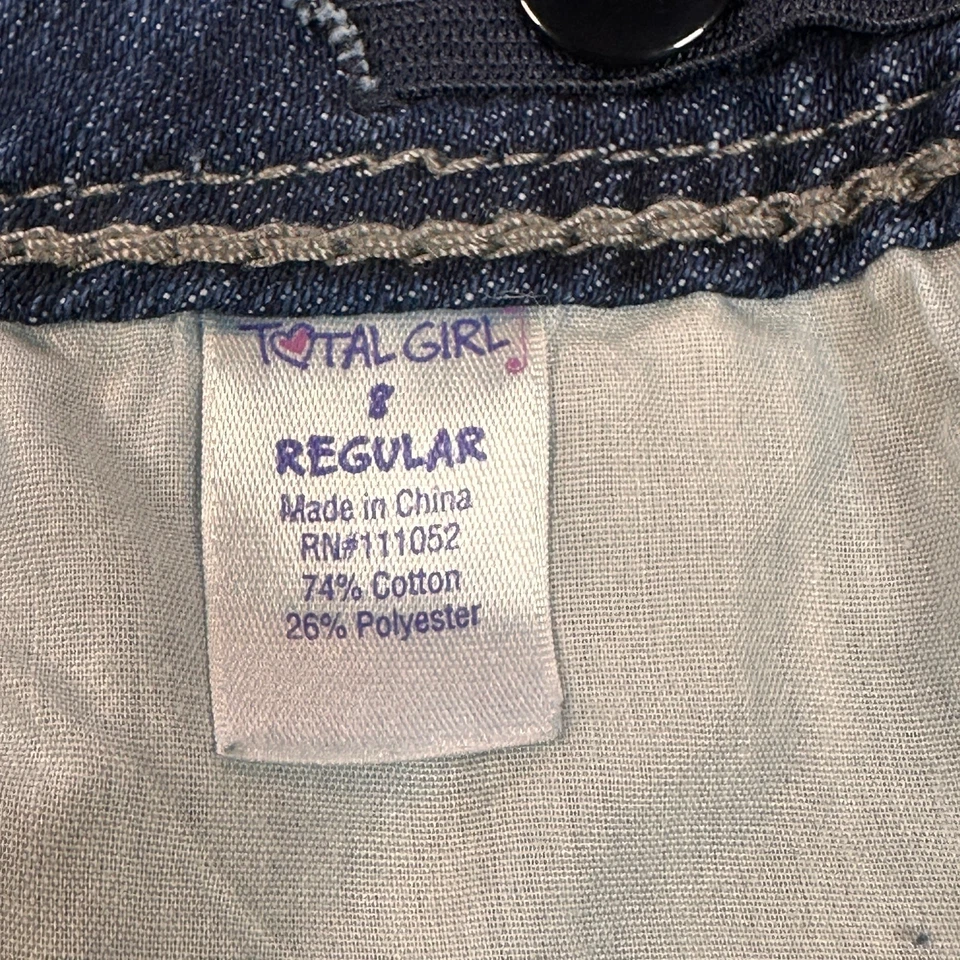 TOTAL GIRL
8
REGULAR
Made in China
RN#111052
74% Cotton
26% Polyester